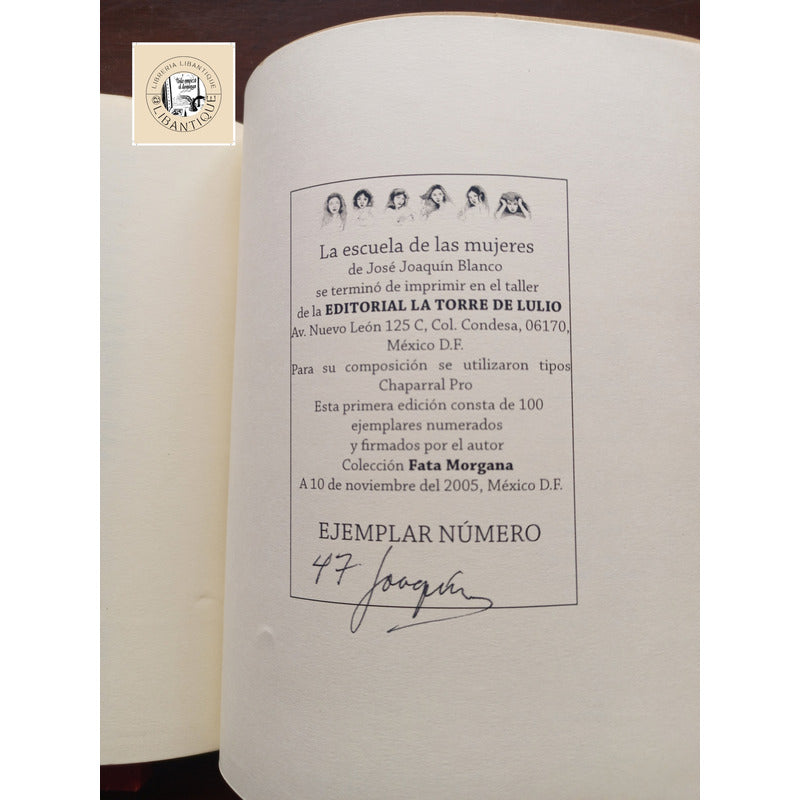 LIBRERIA LIBANTIQUE
@LIBANTIQUE
La escuela de las mujeres
de José Joaquín Blanco
se terminó de imprimir en el taller
de la EDITORIAL LA TORRE DE LULIO
Av. Nuevo León 125 C, Col. Condesa, 06170,
México D.F.
Para su composición se utilizaron tipos
Chaparral Pro
Esta primera edición consta de 100
ejemplares numerados
y firmados por el autor
Colección Fata Morgana
A 10 de noviembre del 2005, México D.F.
EJEMPLAR NÚMERO
47 Joaquín